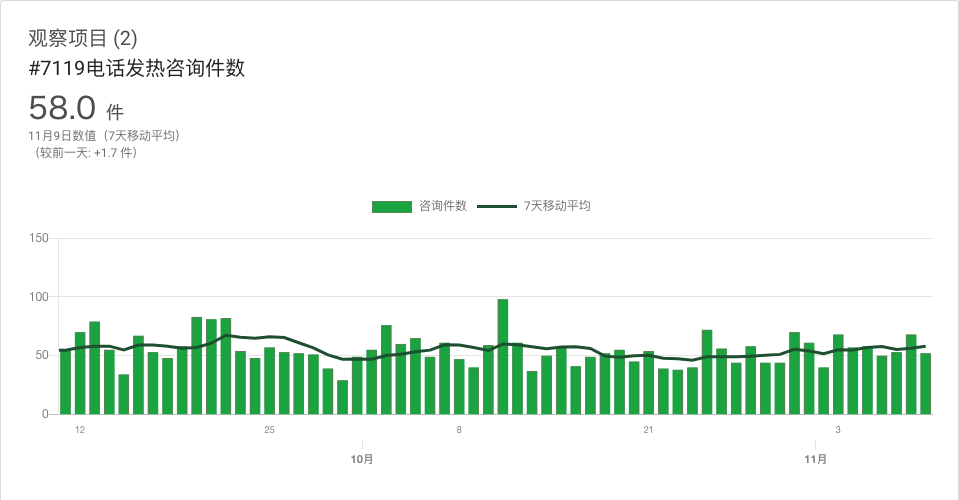 观察项目 (2)
#7119电话发热咨询件数
58.0 件
11月9日数值（7天移动平均）
（较前一天: +1.7 件）
咨询件数 7天移动平均
150
100
50
0
12 25 8 21 3
10月 11月